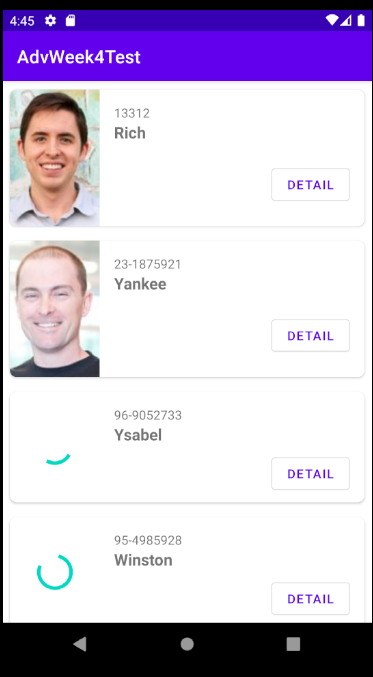 4:45
AdvWeek4Test
13312
Rich
DETAIL
23-1875921
Yankee
DETAIL
96-9052733
Ysabel
DETAIL
95-4985928
Winston
DETAIL